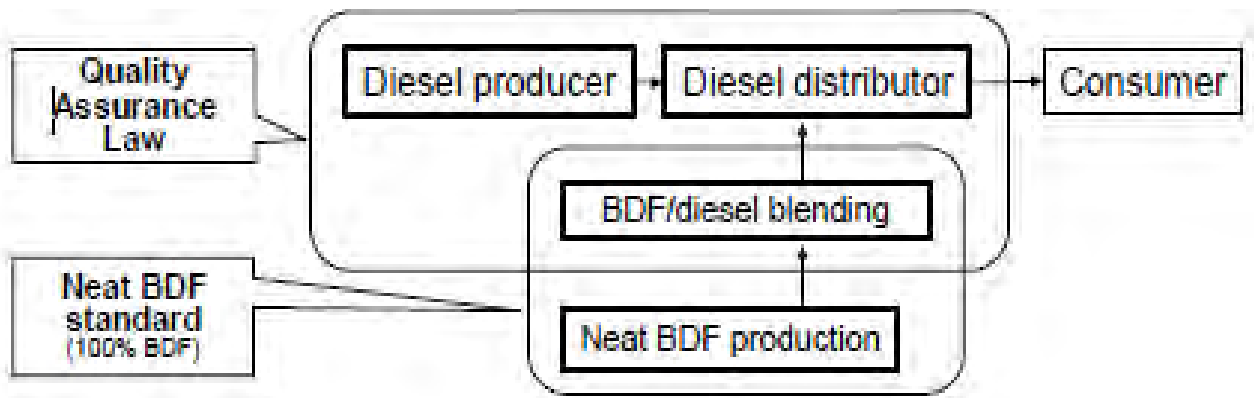 Quality
Assurance
Law
Diesel producer
Diesel distributor
Consumer
BDF/diesel blending
Neat BDF
standard
(100% BDF)
Neat BDF production